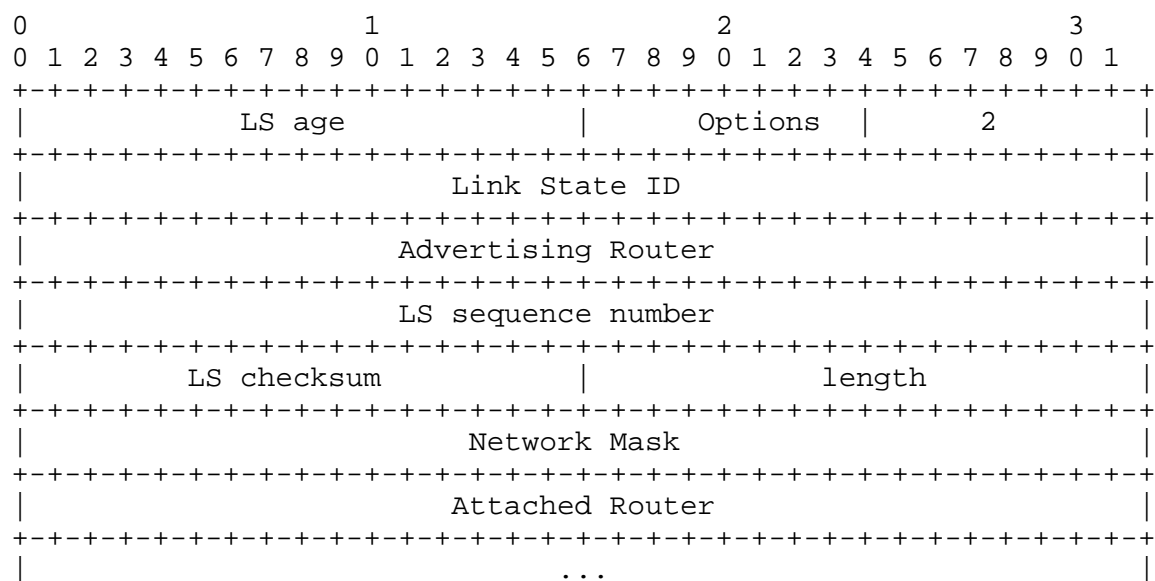 0                   1                   2                   3
0 1 2 3 4 5 6 7 8 9 0 1 2 3 4 5 6 7 8 9 0 1 2 3 4 5 6 7 8 9 0 1
+-+-+-+-+-+-+-+-+-+-+-+-+-+-+-+-+-+-+-+-+-+-+-+-+-+-+-+-+-+-+-+-+
|            LS age             |      Options  |      2        |
+-+-+-+-+-+-+-+-+-+-+-+-+-+-+-+-+-+-+-+-+-+-+-+-+-+-+-+-+-+-+-+-+
|                        Link State ID                          |
+-+-+-+-+-+-+-+-+-+-+-+-+-+-+-+-+-+-+-+-+-+-+-+-+-+-+-+-+-+-+-+-+
|                     Advertising Router                        |
+-+-+-+-+-+-+-+-+-+-+-+-+-+-+-+-+-+-+-+-+-+-+-+-+-+-+-+-+-+-+-+-+
|                     LS sequence number                        |
+-+-+-+-+-+-+-+-+-+-+-+-+-+-+-+-+-+-+-+-+-+-+-+-+-+-+-+-+-+-+-+-+
|         LS checksum           |             length            |
+-+-+-+-+-+-+-+-+-+-+-+-+-+-+-+-+-+-+-+-+-+-+-+-+-+-+-+-+-+-+-+-+
|                         Network Mask                          |
+-+-+-+-+-+-+-+-+-+-+-+-+-+-+-+-+-+-+-+-+-+-+-+-+-+-+-+-+-+-+-+-+
|                        Attached Router                        |
+-+-+-+-+-+-+-+-+-+-+-+-+-+-+-+-+-+-+-+-+-+-+-+-+-+-+-+-+-+-+-+-+
|                              ...                              |